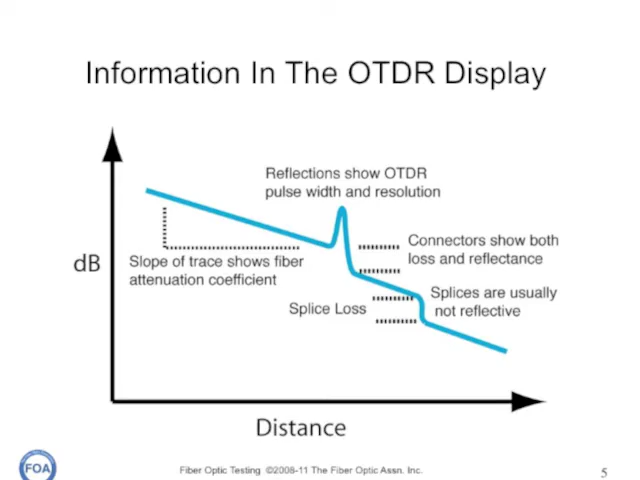 Information In The OTDR Display
Reflections show OTDR
pulse width and resolution
Connectors show both
loss and reflectance
dB
Slope of trace shows fiber
attenuation coefficient
Splices are usually
not reflective
Splice Loss
Distance
FOA
Fiber Optic Testing ©2008-11 The Fiber Optic Assn. Inc.
5